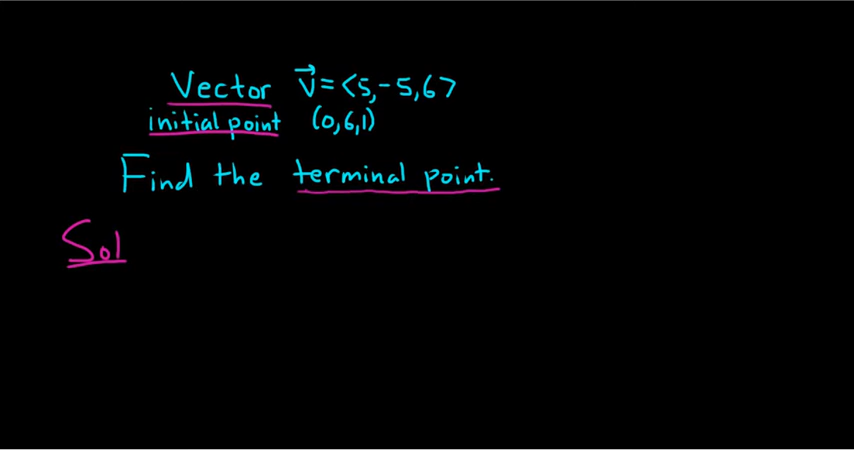 Vector v⃗ = <5, -5, 6>
initial point (0, 6, 1)
Find the terminal point.
Sol